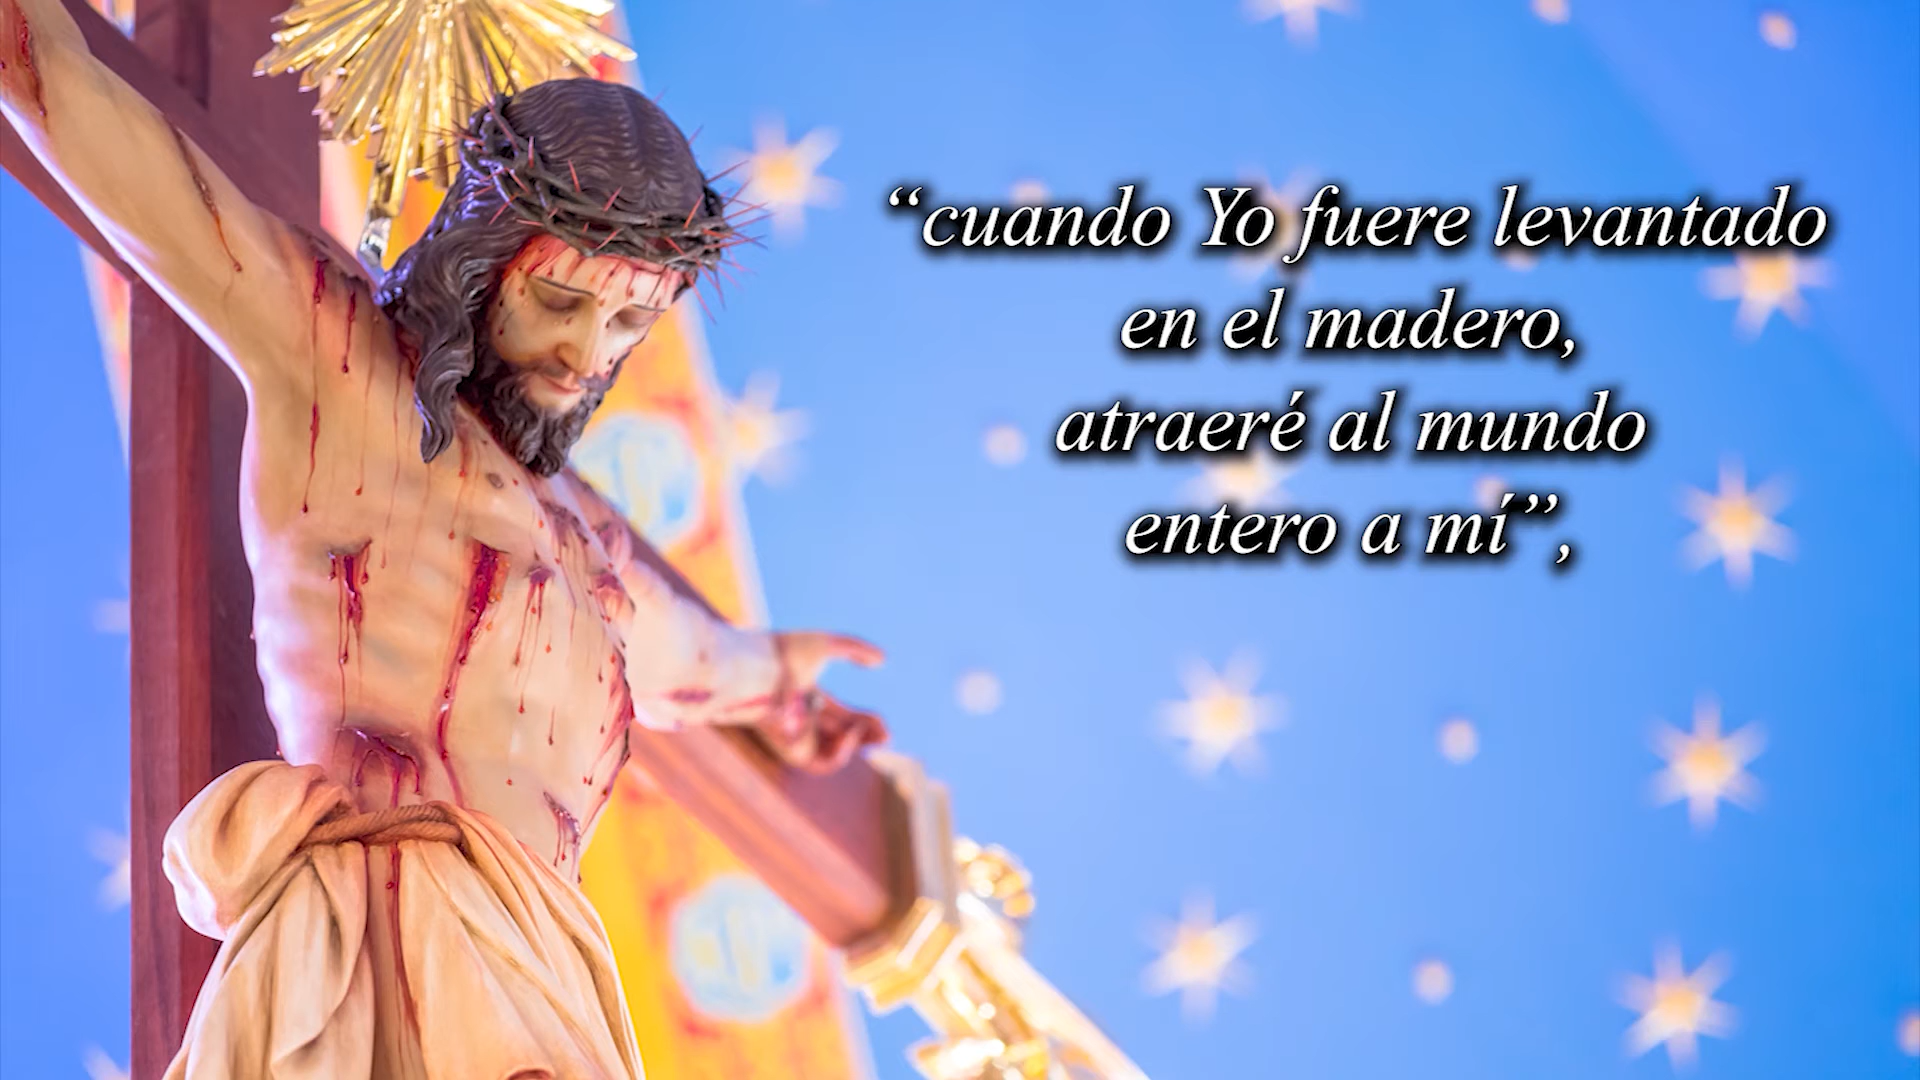 “cuando Yo fuere levantado
en el madero,
atraeré al mundo
entero a mí”,